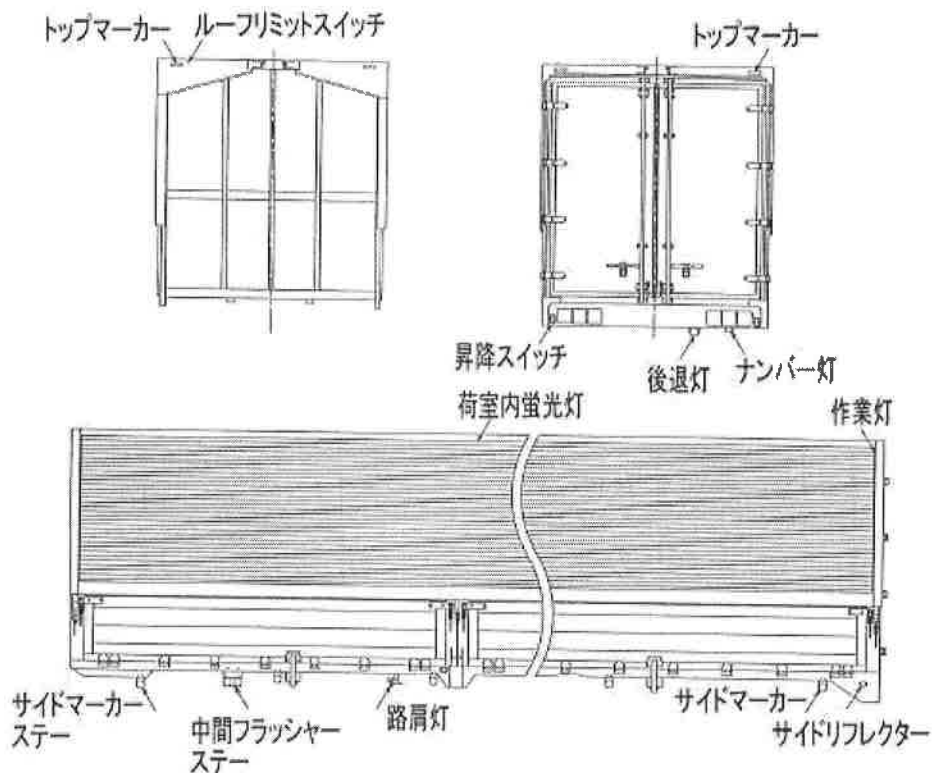 トップマーカー
ルーフリミットスイッチ
トップマーカー
昇降スイッチ
後退灯
ナンバー灯
荷室内蛍光灯
作業灯
サイドマーカー
ステー
中間フラッシャー
ステー
路肩灯
サイドマーカー
サイドリフレクター